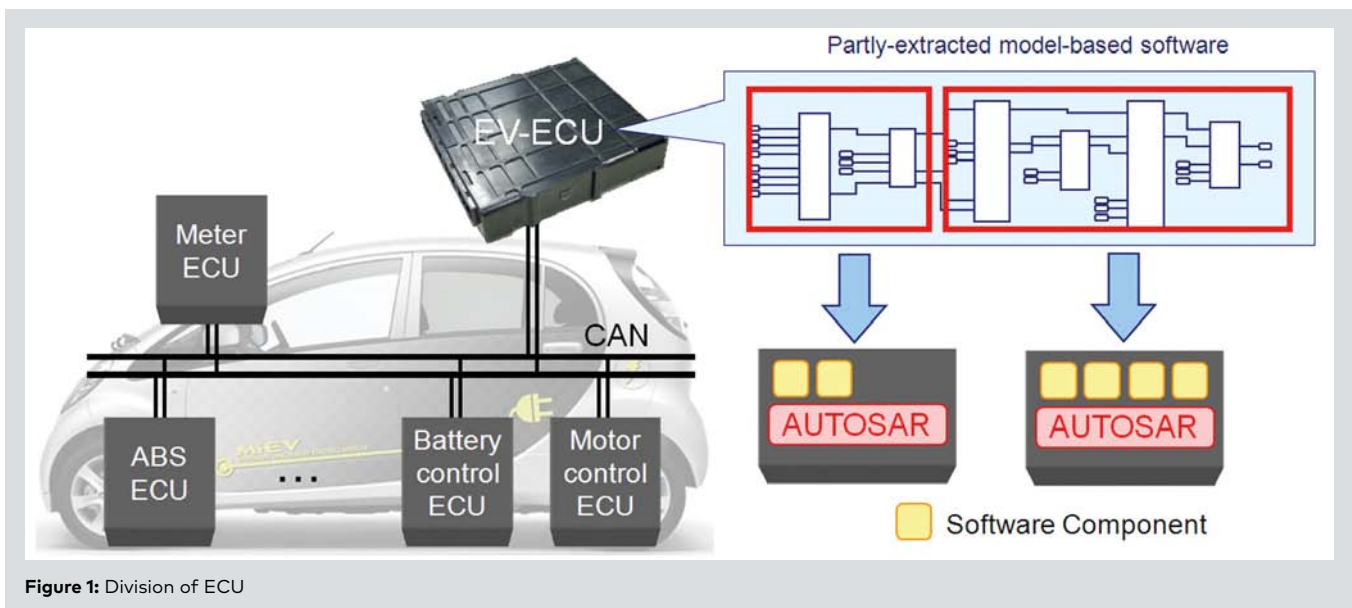 Partly-extracted model-based software
EV-ECU
Meter
ECU
CAN
MiEV
ABS
ECU
...
Battery
control
ECU
Motor
control
ECU
AUTOSAR
AUTOSAR
Software Component
Figure 1: Division of ECU